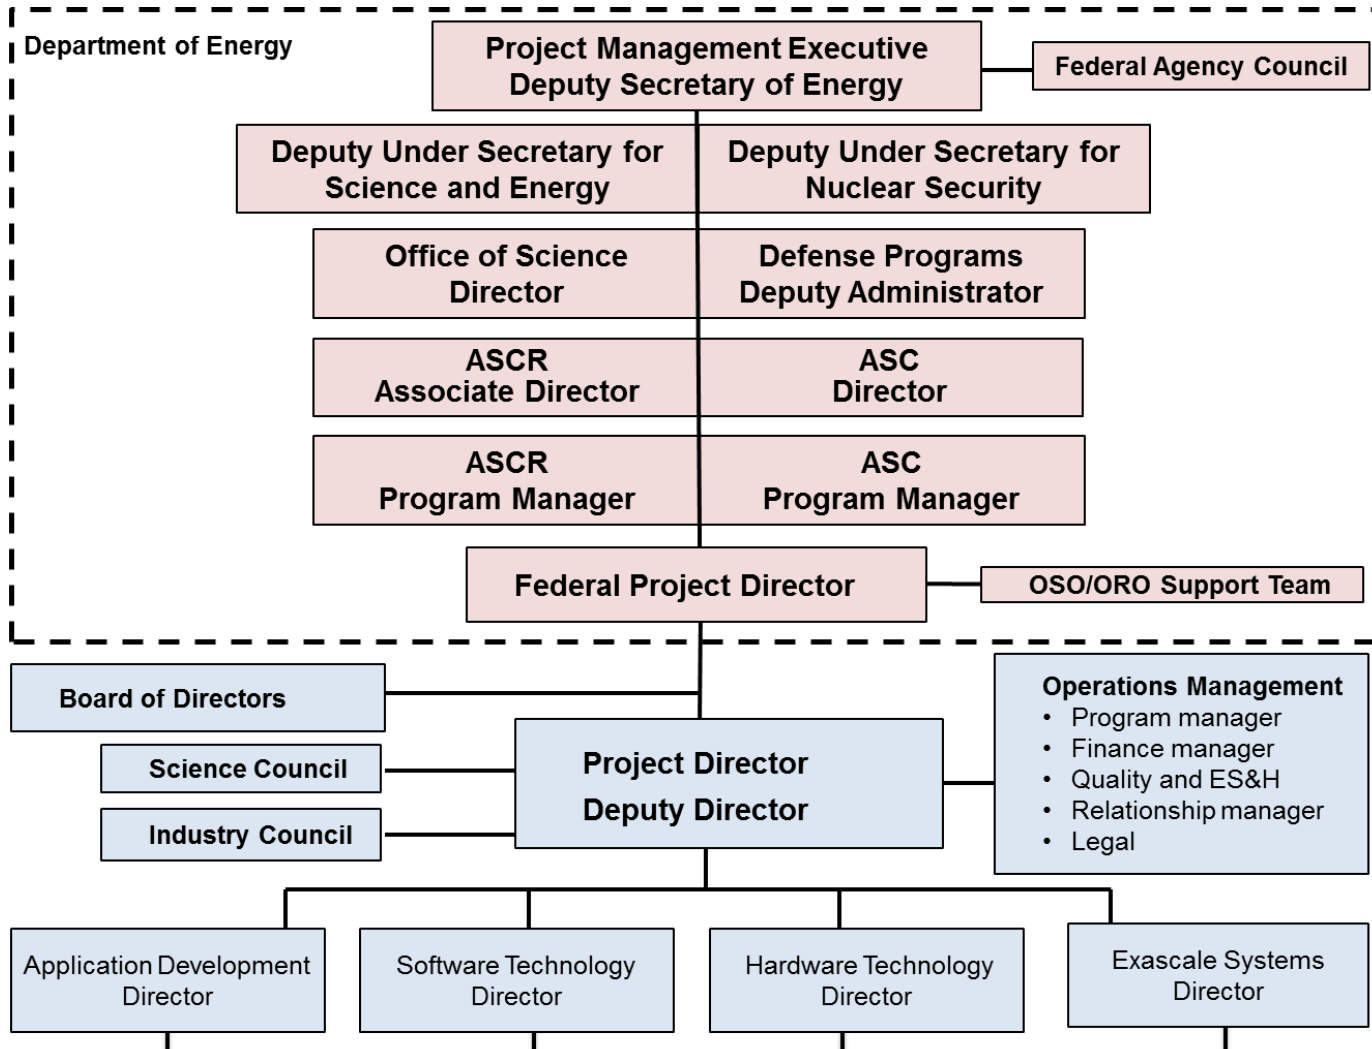 Department of Energy
Project Management Executive
Deputy Secretary of Energy
Federal Agency Council
Deputy Under Secretary for
Science and Energy
Deputy Under Secretary for
Nuclear Security
Office of Science
Director
Defense Programs
Deputy Administrator
ASCR
Associate Director
ASC
Director
ASCR
Program Manager
ASC
Program Manager
Federal Project Director
OSO/ORO Support Team
Board of Directors
Science Council
Industry Council
Project Director
Deputy Director
Operations Management
• Program manager
• Finance manager
• Quality and ES&H
• Relationship manager
• Legal
Application Development
Director
Software Technology
Director
Hardware Technology
Director
Exascale Systems
Director